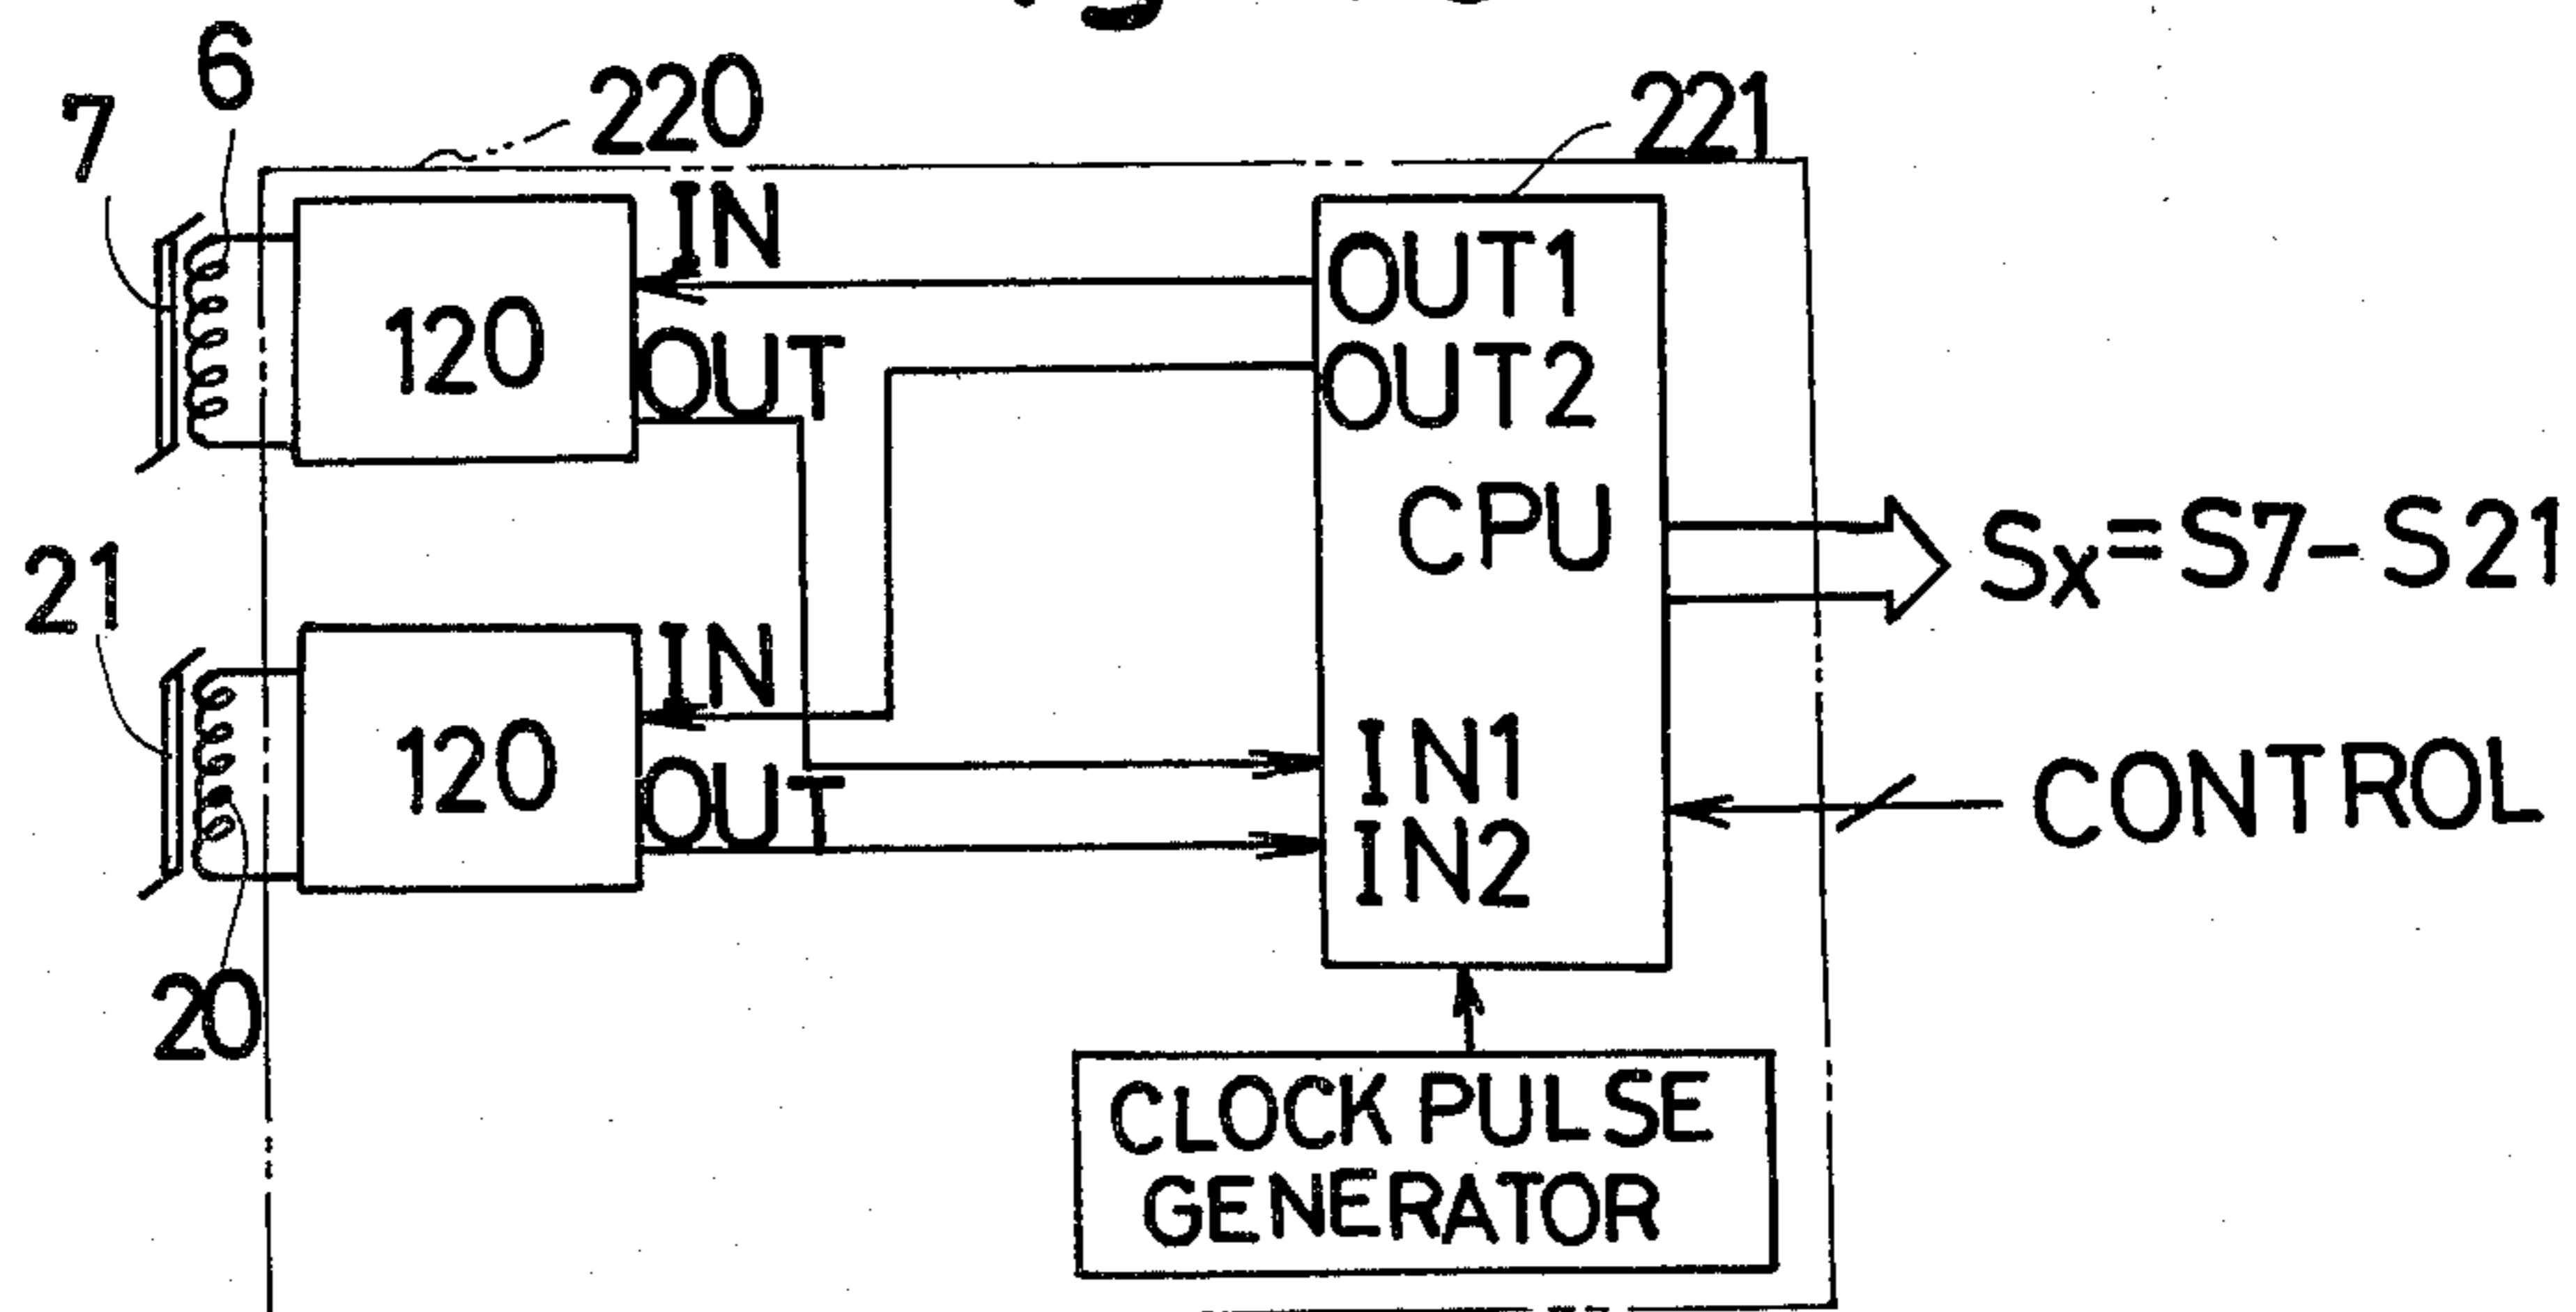 6
7
220
221
IN
120
OUT
OUT1
OUT2
CPU
Sx=S7-S21
21
IN
120
OUT
IN1
IN2
CONTROL
20
CLOCK PULSE
GENERATOR